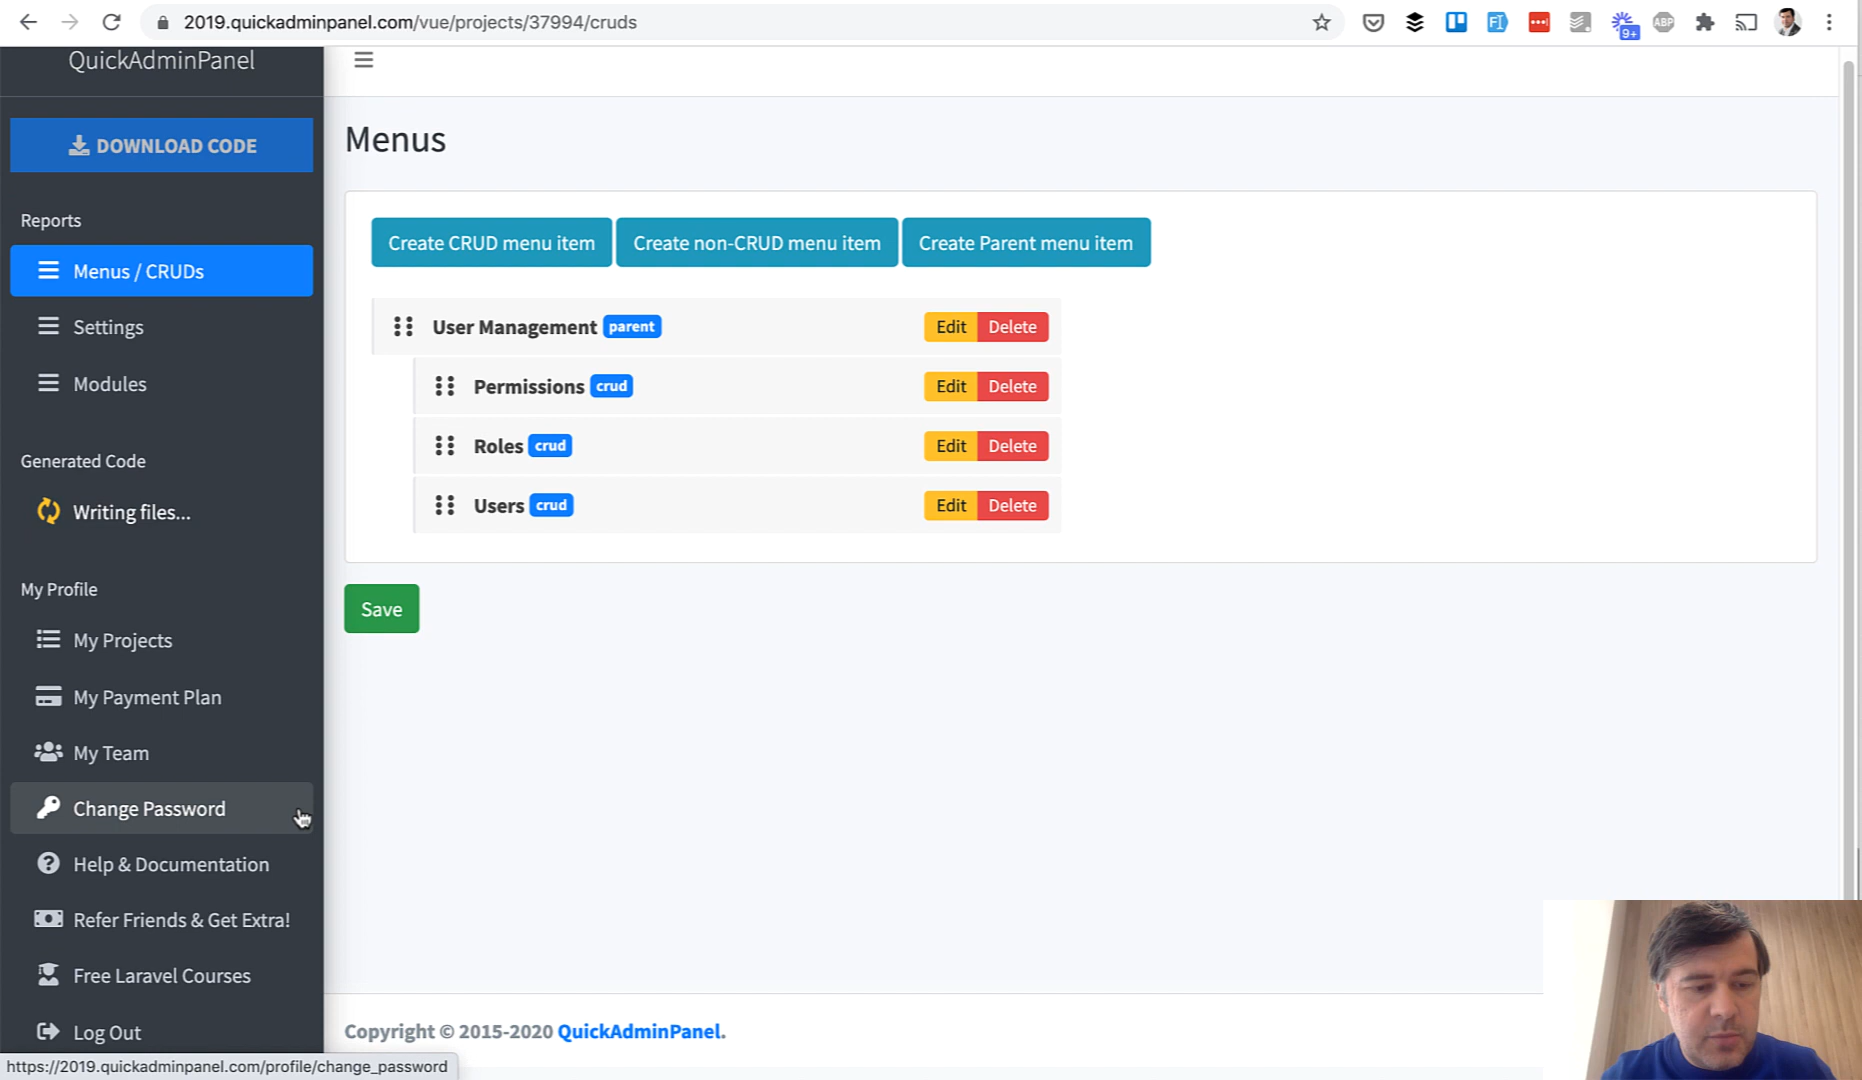 2019.quickadminpanel.com/vue/projects/37994/cruds
9+
ABP
QuickAdminPanel
DOWNLOAD CODE
Reports
Menus / CRUDs
Settings
Modules
Generated Code
Writing files...
My Profile
My Projects
My Payment Plan
My Team
Change Password
Help & Documentation
Refer Friends & Get Extra!
Free Laravel Courses
Log Out
Menus
Create CRUD menu item
Create non-CRUD menu item
Create Parent menu item
User Management parent Edit Delete
Permissions crud Edit Delete
Roles crud Edit Delete
Users crud Edit Delete
Save
Copyright © 2015-2020 QuickAdminPanel.
https://2019.quickadminpanel.com/profile/change_password